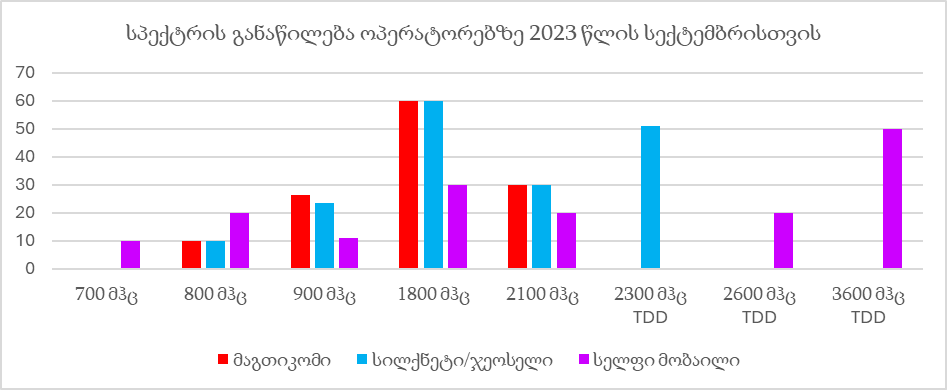 სპექტრის განაწილება ოპერატორებზე 2023 წლის სექტემბრისთვის
70
60
50
40
30
20
10
0
700 მჰც 800 მჰც 900 მჰც 1800 მჰც 2100 მჰც 2300 მჰც 2600 მჰც 3600 მჰც
TDD TDD TDD
მაგთიკომი სილქნეტი/ჯეოსელი სელფი მობაილი